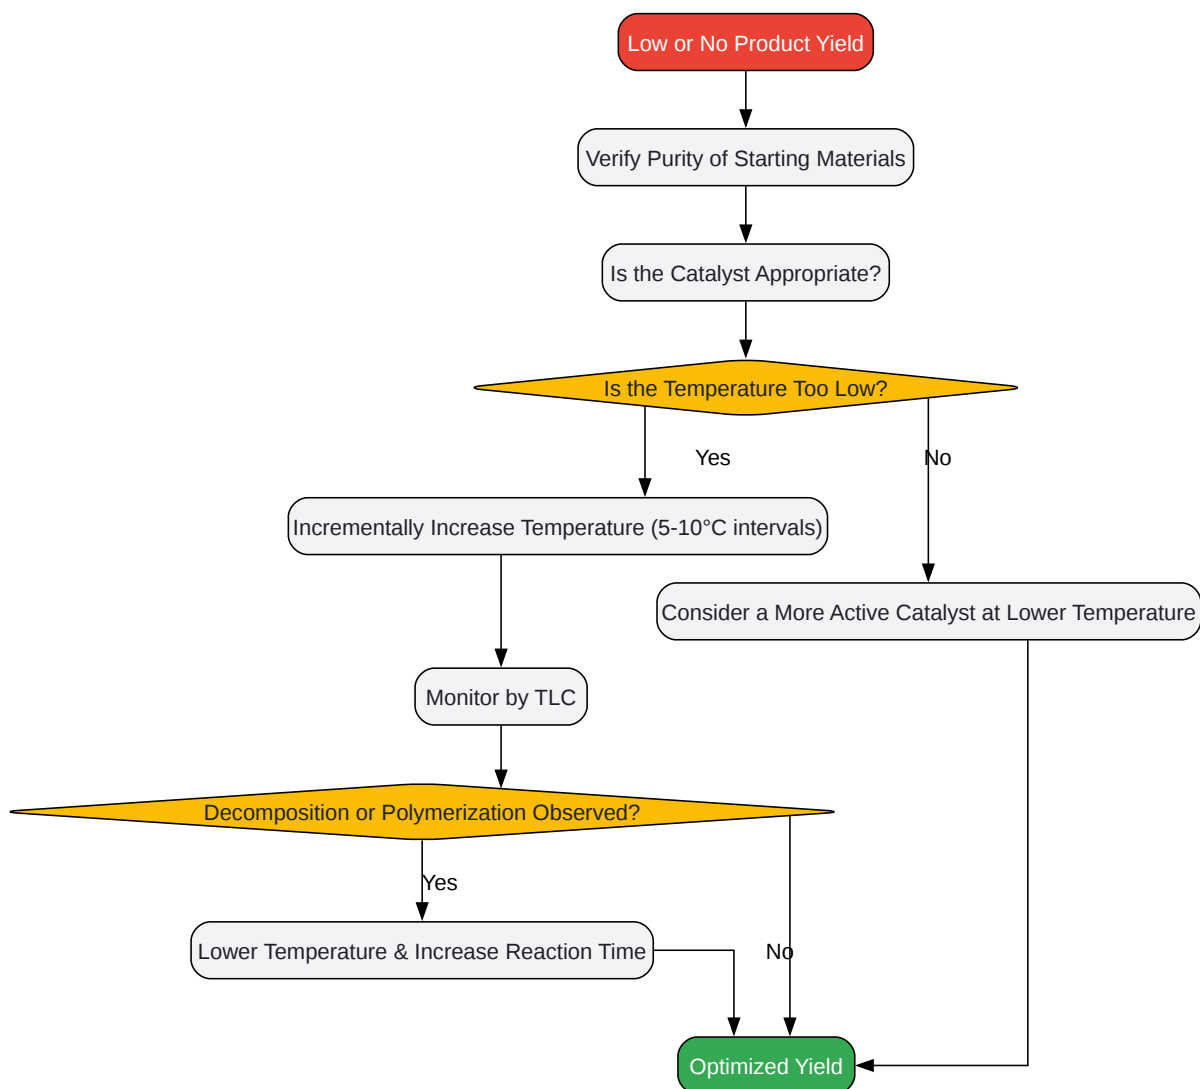 Low or No Product Yield
Verify Purity of Starting Materials
Is the Catalyst Appropriate?
Is the Temperature Too Low?
Yes
No
Incrementally Increase Temperature (5-10°C intervals)
Consider a More Active Catalyst at Lower Temperature
Monitor by TLC
Decomposition or Polymerization Observed?
Yes
Lower Temperature & Increase Reaction Time
No
Optimized Yield